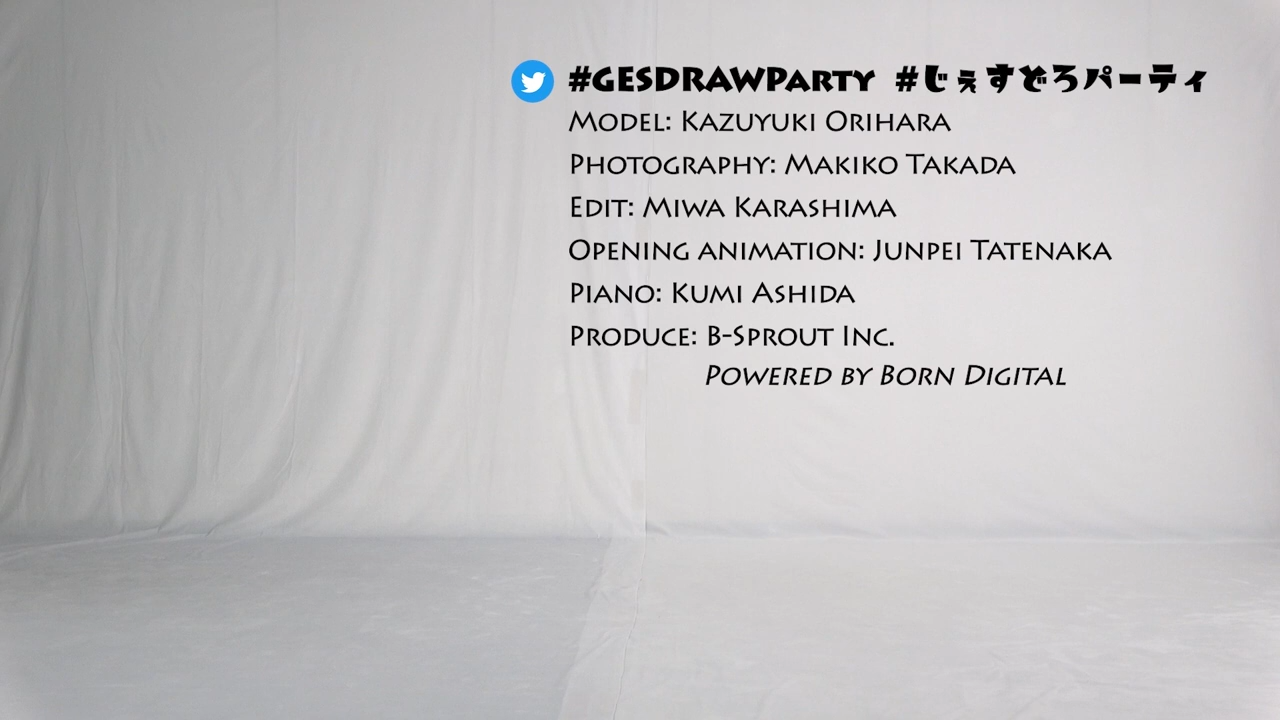 #GESDRAWPARTY #じぇすどろパーティ
MODEL: KAZUYUKI ORIHARA
PHOTOGRAPHY: MAKIKO TAKADA
EDIT: MIWA KARASHIMA
OPENING ANIMATION: JUNPEI TATENAKA
PIANO: KUMI ASHIDA
PRODUCE: B-SPROUT INC.
POWERED BY BORN DIGITAL